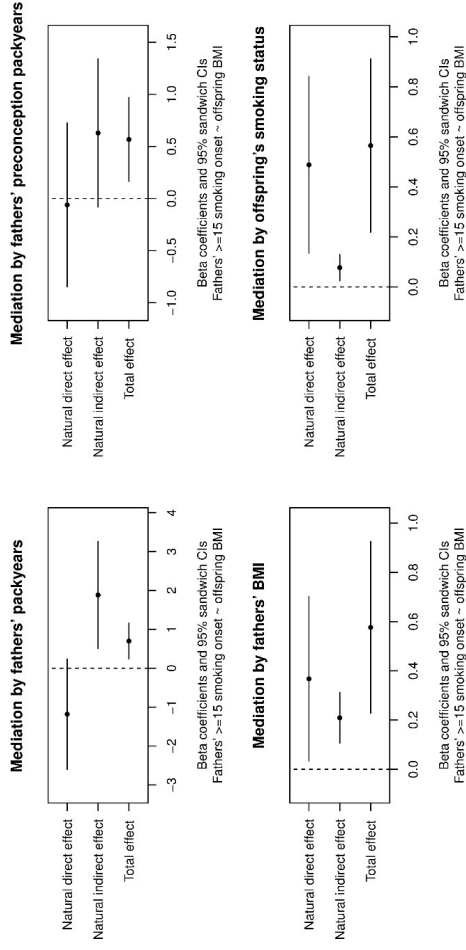 Mediation by fathers’ packyears
Natural direct effect
Natural indirect effect
Total effect
−3 −2 −1 0 1 2 3 4
Beta coefficients and 95% sandwich CIs
Fathers’ >=15 smoking onset ~ offspring BMI
Mediation by fathers’ preconception packyears
Natural direct effect
Natural indirect effect
Total effect
−1.0 −0.5 0.0 0.5 1.0 1.5
Beta coefficients and 95% sandwich CIs
Fathers’ >=15 smoking onset ~ offspring BMI
Mediation by fathers’ BMI
Natural direct effect
Natural indirect effect
Total effect
0.0 0.2 0.4 0.6 0.8 1.0
Beta coefficients and 95% sandwich CIs
Fathers’ >=15 smoking onset ~ offspring BMI
Mediation by offspring’s smoking status
Natural direct effect
Natural indirect effect
Total effect
0.0 0.2 0.4 0.6 0.8 1.0
Beta coefficients and 95% sandwich CIs
Fathers’ >=15 smoking onset ~ offspring BMI